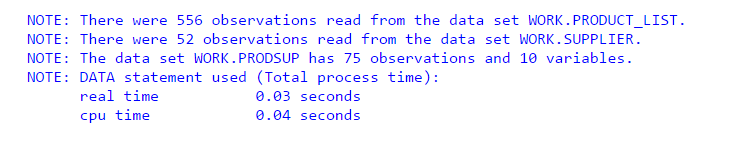 NOTE: There were 556 observations read from the data set WORK.PRODUCT_LIST.
NOTE: There were 52 observations read from the data set WORK.SUPPLIER.
NOTE: The data set WORK.PRODSUP has 75 observations and 10 variables.
NOTE: DATA statement used (Total process time):
real time 0.03 seconds
cpu time 0.04 seconds